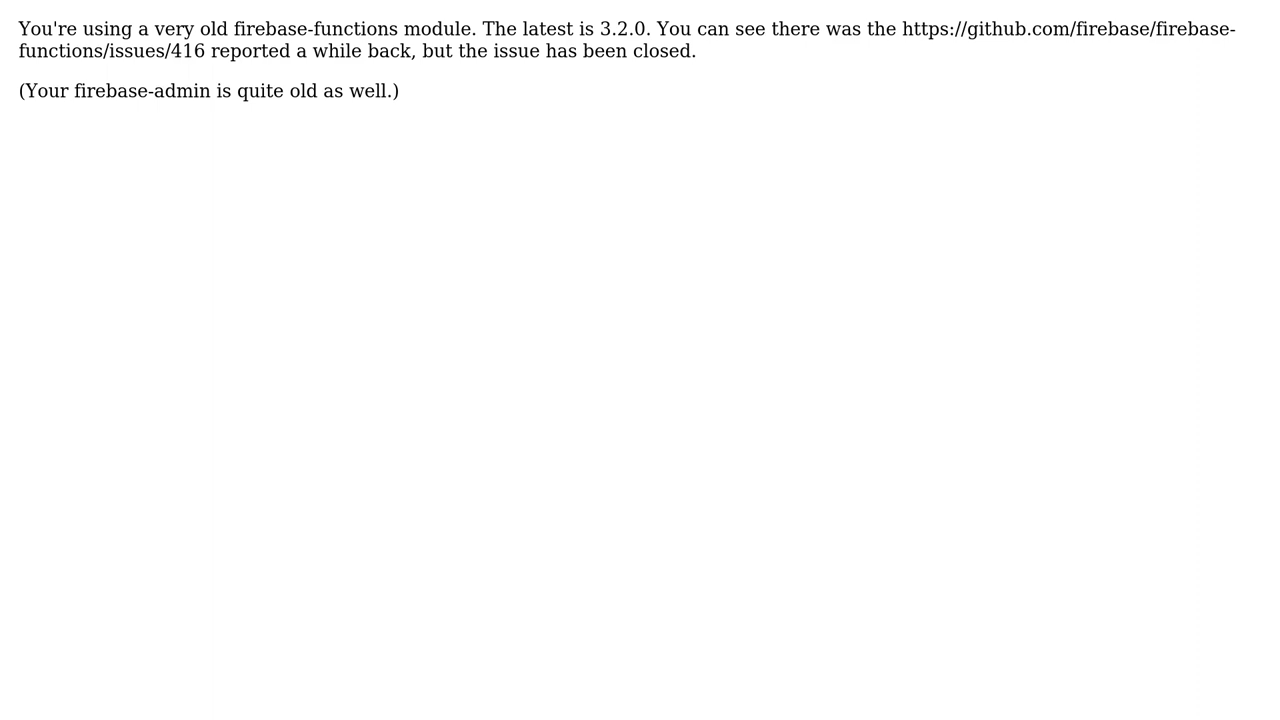 You're using a very old firebase-functions module. The latest is 3.2.0. You can see there was the https://github.com/firebase/firebase-
functions/issues/416 reported a while back, but the issue has been closed.
(Your firebase-admin is quite old as well.)